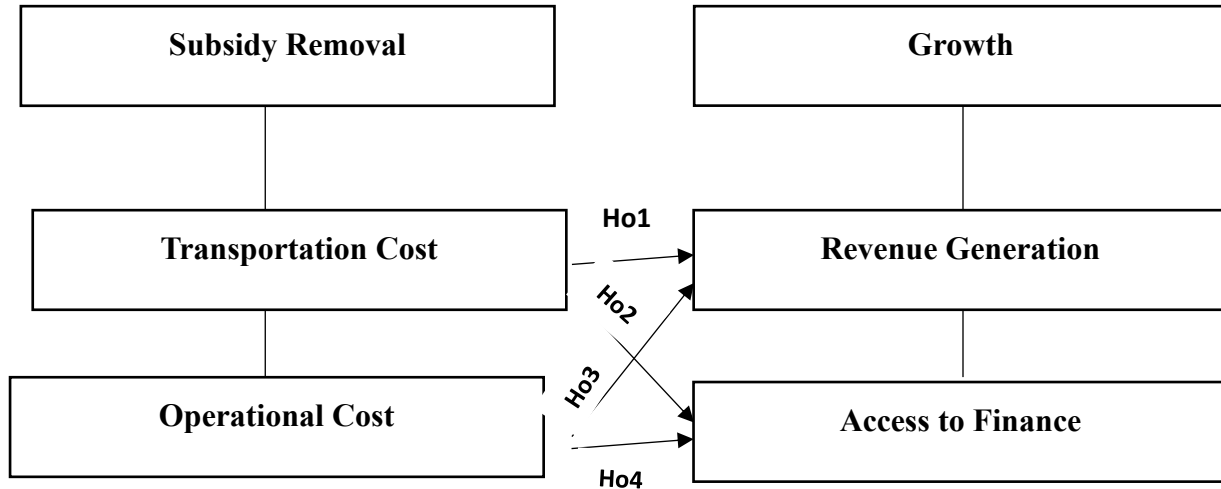 Subsidy Removal
Growth
Transportation Cost
Ho1
Revenue Generation
Ho2
Ho3
Operational Cost
Access to Finance
Ho4